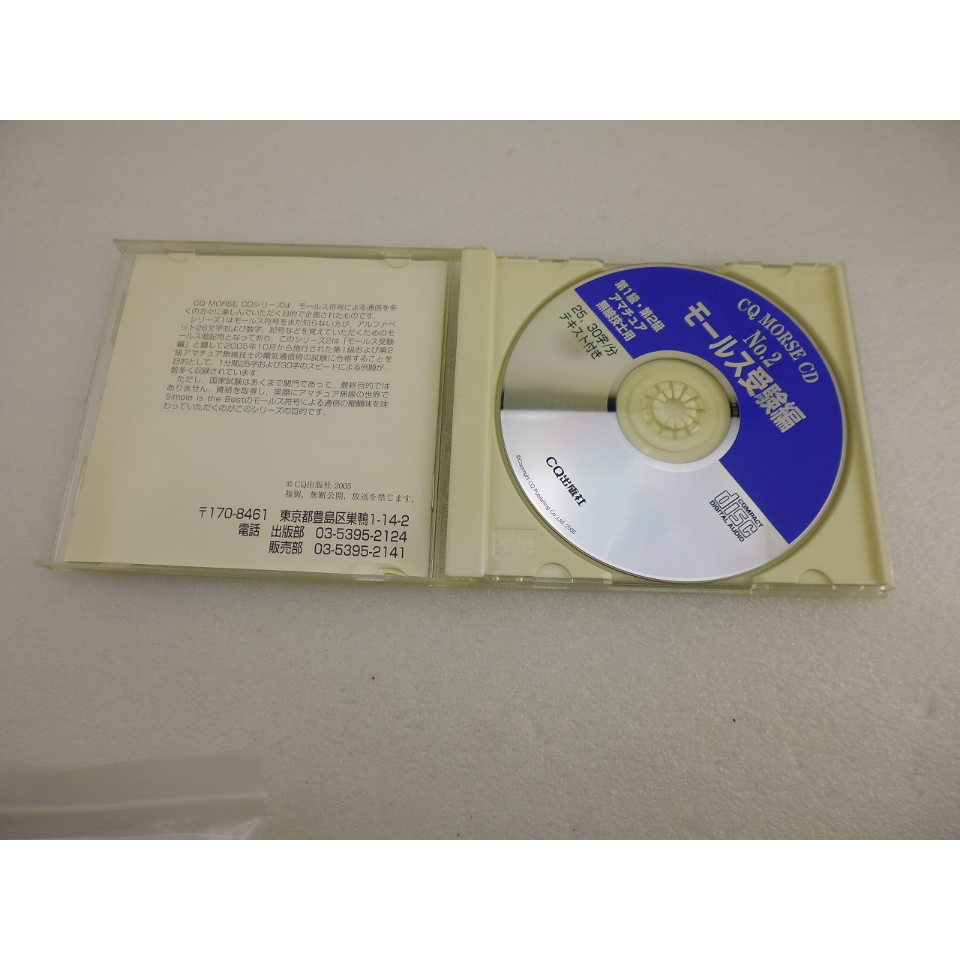 CQ MORSE CDシリーズは、モールス符号による通信を多
くの方々に楽しんでいただく目的で企画されたものです.
シリーズ1はモールス符号をまだ知らない方が, アルファベ
ット26文字および数字, 記号などを覚えていただくためのモ
ールス暗記用となっており, このシリーズ2は「モールス受験
編」と題して2005年10月から施行された第1級および第2
級アマチュア無線技士の電気通信術の試験に合格することを
目的として, 1分間25字および30字のスピードによる例題が,
数多く収録されています.
ただし, 国家試験はあくまで関門であって, 最終目的では
ありません. 資格を取得し, 実際にアマチュア無線の世界で
Simple is the Bestのモールス符号による通信の醍醐味を味
わっていただくのがこのシリーズの目的です.
©CQ出版社 2005
複製, 無断公開, 放送を禁じます.
〒170-8461 東京都豊島区巣鴨1-14-2
電話 出版部 03-5395-2124
販売部 03-5395-2141
CQ MORSE CD
No.2
モールス受験編
第1級・第2級
アマチュア
無線技士用
25, 30字/分
テキスト付き
CQ出版社
©Copyright CQ Publishing Co.,Ltd. 2005
COMPACT
disc
DIGITAL AUDIO